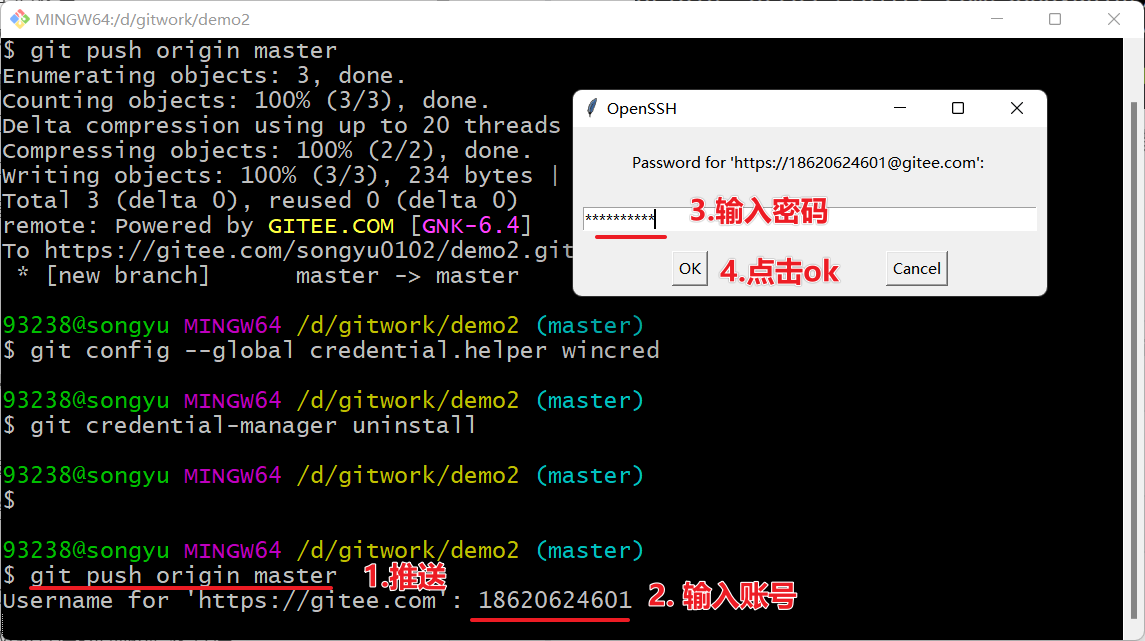 MINGW64:/d/gitwork/demo2
$ git push origin master
Enumerating objects: 3, done.
Counting objects: 100% (3/3), done.
Delta compression using up to 20 threads
Compressing objects: 100% (2/2), done.
Writing objects: 100% (3/3), 234 bytes |
Total 3 (delta 0), reused 0 (delta 0)
remote: Powered by GITEE.COM [GNK-6.4]
To https://gitee.com/songyu0102/demo2.git
* [new branch] master -> master
OpenSSH
Password for 'https://18620624601@gitee.com':
********** 3.输入密码
OK 4.点击ok Cancel
93238@songyu MINGW64 /d/gitwork/demo2 (master)
$ git config --global credential.helper wincred
93238@songyu MINGW64 /d/gitwork/demo2 (master)
$ git credential-manager uninstall
93238@songyu MINGW64 /d/gitwork/demo2 (master)
$
93238@songyu MINGW64 /d/gitwork/demo2 (master)
$ git push origin master 1.推送
Username for 'https://gitee.com': 18620624601 2. 输入账号